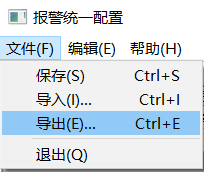 报警统一配置
文件(F) 编辑(E) 帮助(H)
保存(S) Ctrl+S
导入(I)... Ctrl+I
导出(E)... Ctrl+E
退出(Q)